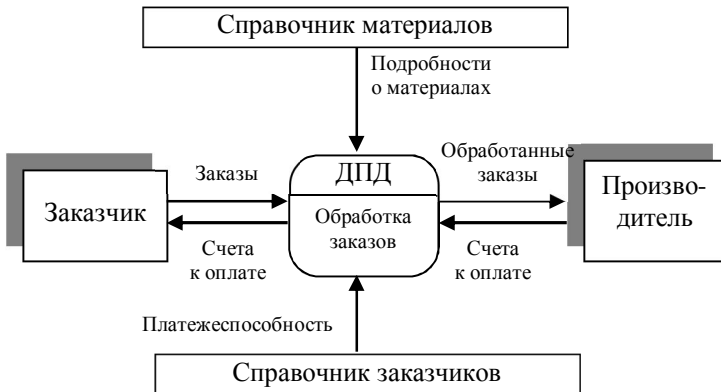 Справочник материалов
Подробности
о материалах
Заказы
ДПД
Обработанные
заказы
Заказчик
Обработка
заказов
Произво-
дитель
Счета
к оплате
Счета
к оплате
Платежеспособность
Справочник заказчиков